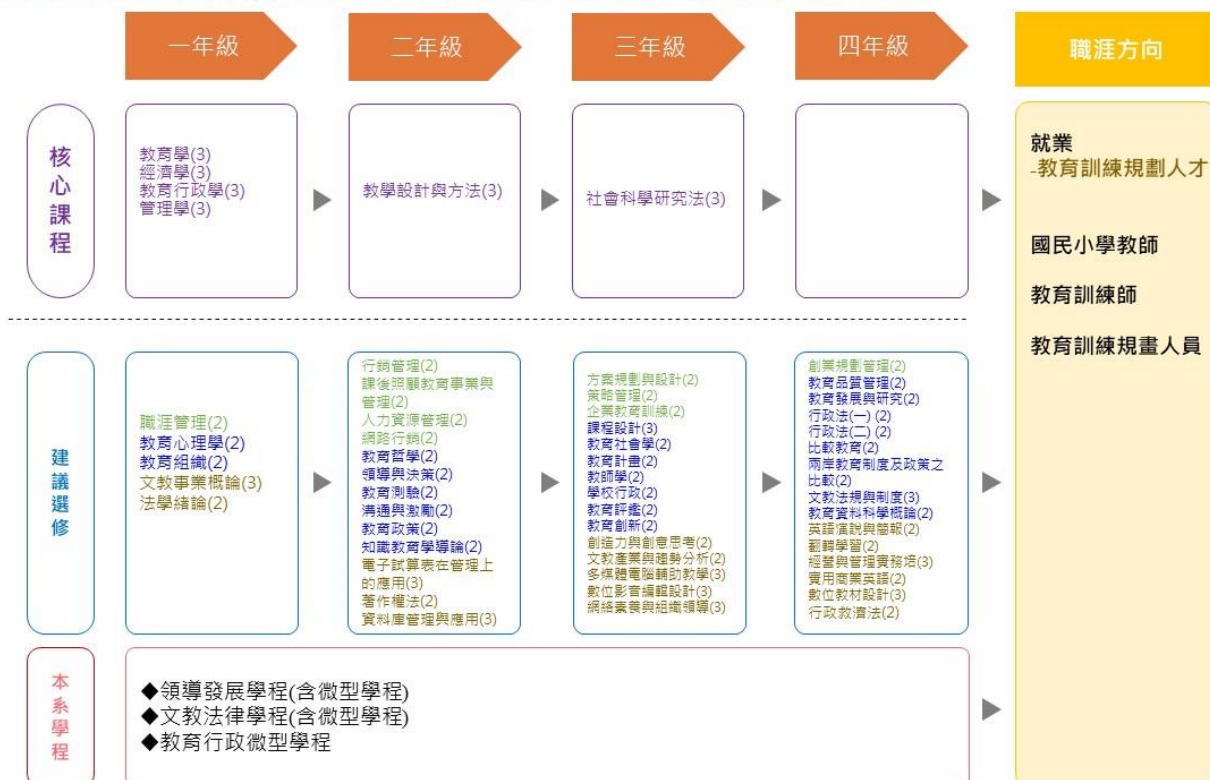 一年級
二年級
三年級
四年級
職涯方向
核心課程
教育學(3)
經濟學(3)
教育行政學(3)
管理學(3)
教學設計與方法(3)
社會科學研究法(3)
就業
-教育訓練規劃人才
國民小學教師
教育訓練師
教育訓練規畫人員
建議選修
職涯管理(2)
教育心理學(2)
教育組織(2)
文教事業概論(3)
法學緒論(2)
行銷管理(2)
課後照顧教育事業與
管理(2)
人力資源管理(2)
網路行銷(2)
教育哲學(2)
領導與決策(2)
教育測驗(2)
溝通與激勵(2)
教育政策(2)
知識教育學導論(2)
電子試算表在管理上
的應用(3)
著作權法(2)
資料庫管理與應用(3)
方案規劃與設計(2)
策略管理(2)
企業教育訓練(2)
課程設計(3)
教育社會學(2)
教育計畫(2)
教師學(2)
學校行政(2)
教育評鑑(2)
教育創新(2)
創造力與創意思考(2)
文教產業與趨勢分析(2)
多媒體電腦輔助教學(3)
數位影音編輯設計(3)
網絡素養與組織領導(3)
創業規劃管理(2)
教育品質管理(2)
教育發展與研究(2)
行政法(一) (2)
行政法(二) (2)
比較教育(2)
兩岸教育制度及政策之
比較(2)
文教法規與制度(3)
教育資料科學概論(2)
英語演說與簡報(2)
翻轉學習(2)
經營與管理實務培(3)
實用商業英語(2)
數位教材設計(3)
行政救濟法(2)
本系學程
◆領導發展學程(含微型學程)
◆文教法律學程(含微型學程)
◆教育行政微型學程